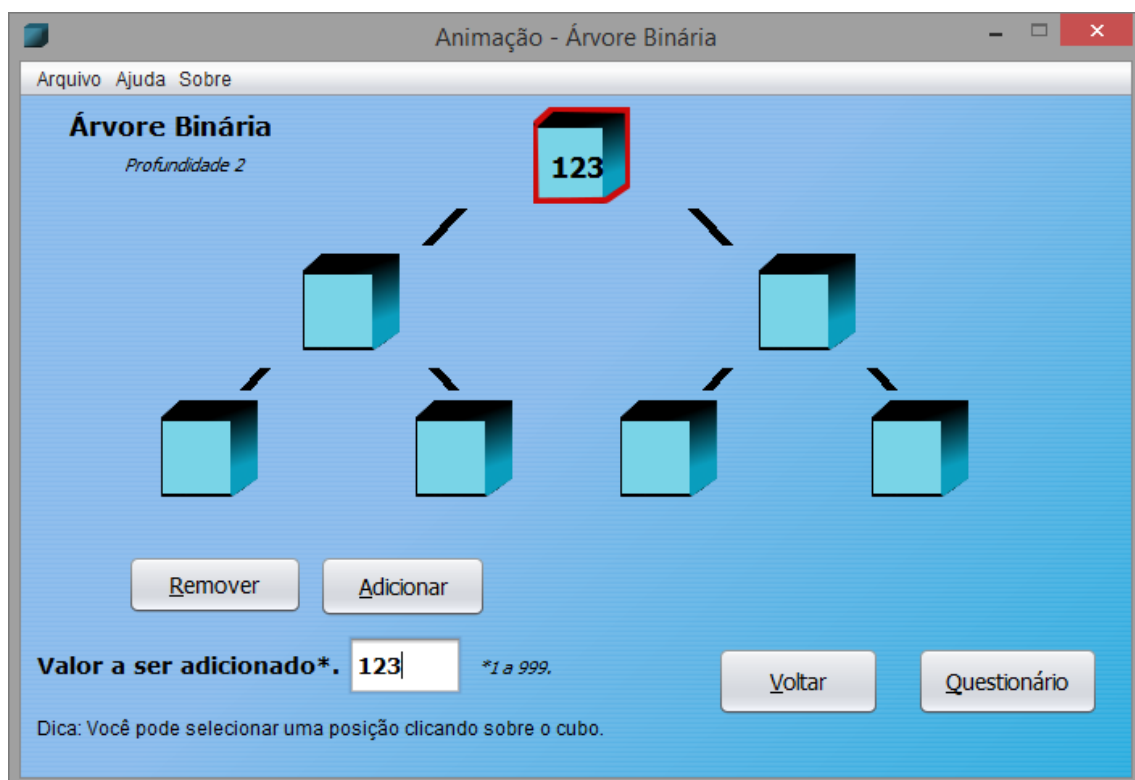 Animação - Árvore Binária
Arquivo Ajuda Sobre
Árvore Binária
Profundidade 2
123
Remover
Adicionar
Valor a ser adicionado*. 123 *1 a 999.
Voltar
Questionário
Dica: Você pode selecionar uma posição clicando sobre o cubo.